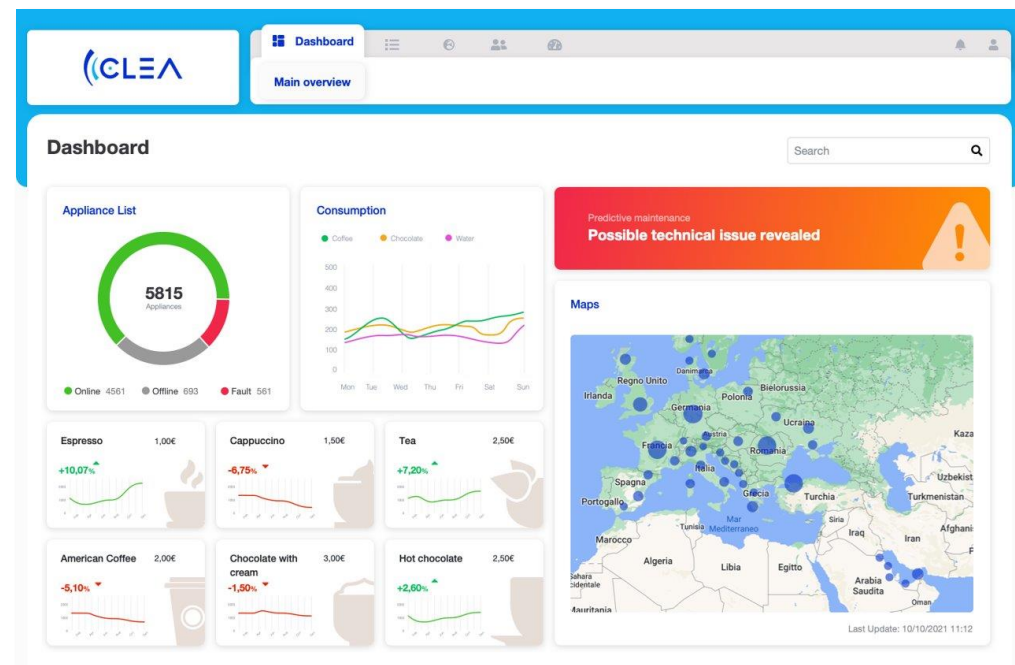 CLEA
Dashboard
Main overview
Dashboard
Search
Appliance List
5815
Appliances
Online 4561
Offline 693
Fault 561
Consumption
Coffee
Chocolate
Water
500
400
300
200
100
0
Mon Tue Wed Thu Fri Sat Sun
Predictive maintenance
Possible technical issue revealed
Espresso 1,00€
+10,07%
Cappuccino 1,50€
-6,75%
Tea 2,50€
+7,20%
American Coffee 2,00€
-5,10%
Chocolate with 3,00€
cream
-1,50%
Hot chocolate 2,50€
+2,60%
Maps
Danimarca
Regno Unito
Bielorussia
Irlanda
Polonia
Germania
Ucraina
Austria
Kaza
Francia
Romania
Italia
Uzbekist
Spagna
Grecia
Turchia
Turkmenistan
Portogallo
Mar
Mediterraneo
Tunisia
Siria
Afghani
Marocco
Iraq
Iran
Algeria
Libia
Egitto
Sahara
cidentale
Arabia
Saudita
Oman
Mauritania
Last Update: 10/10/2021 11:12